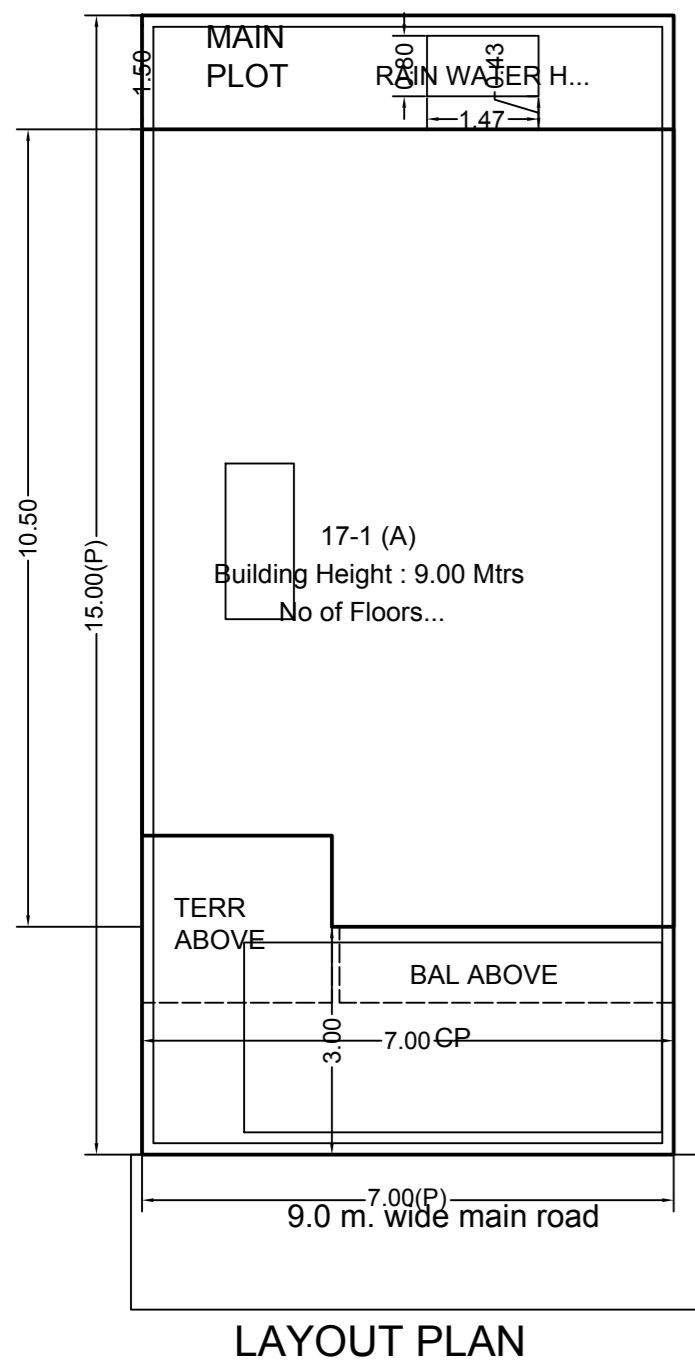 MAIN
PLOT
1.50
0.80
0.43
RAIN WATER H...
1.47
10.50
15.00(P)
17-1 (A)
Building Height : 9.00 Mtrs
No of Floors...
TERR
ABOVE
BAL ABOVE
3.00
7.00
CP
7.00(P)
9.0 m. wide main road
LAYOUT PLAN